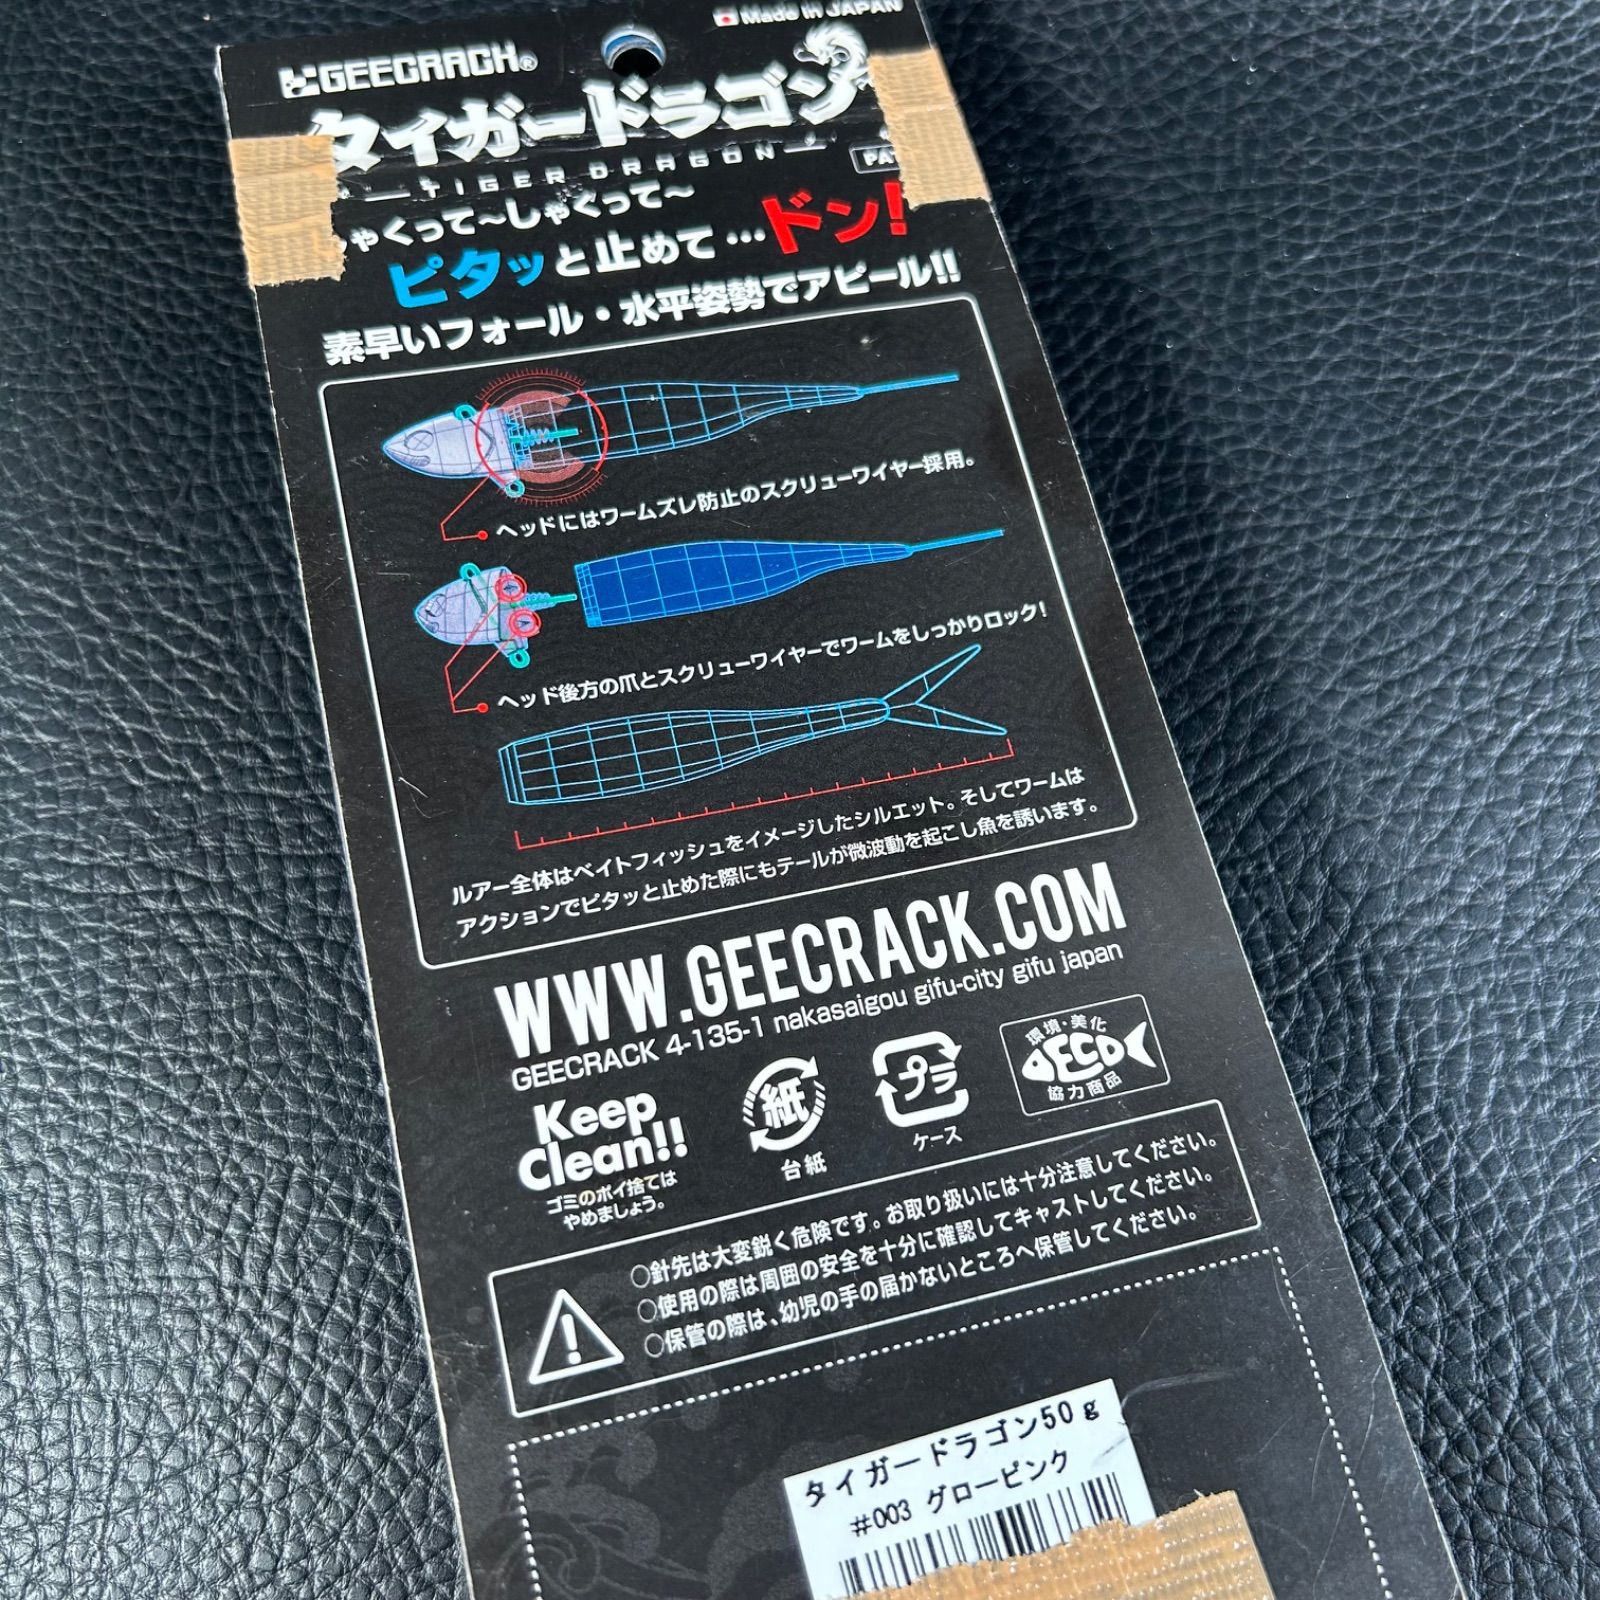 Made in JAPAN
GEECRACK®
タイガードラゴン
TIGER DRAGON
ゃくって～しゃくって～
ピタッと止めて…ドン!
素早いフォール・水平姿勢でアピール!!
ヘッドにはワームズレ防止のスクリューワイヤー採用。
ヘッド後方の爪とスクリューワイヤーでワームをしっかりロック!
ルアー全体はベイトフィッシュをイメージしたシルエット。そしてワームは
アクションでピタッと止めた際にもテールが微波動を起こし魚を誘います。
WWW.GEECRACK.COM
GEECRACK 4-135-1 nakasaigou gifu-city gifu japan
Keep
Clean!!
ゴミのポイ捨ては
やめましょう。
紙
台紙
プラ
ケース
環境・美化
ECO
協力商品
○針先は大変鋭く危険です。お取り扱いには十分注意してください。
○使用の際は周囲の安全を十分に確認してキャストしてください。
○保管の際は、幼児の手の届かないところへ保管してください。
タイガードラゴン50g
#003 グローピンク